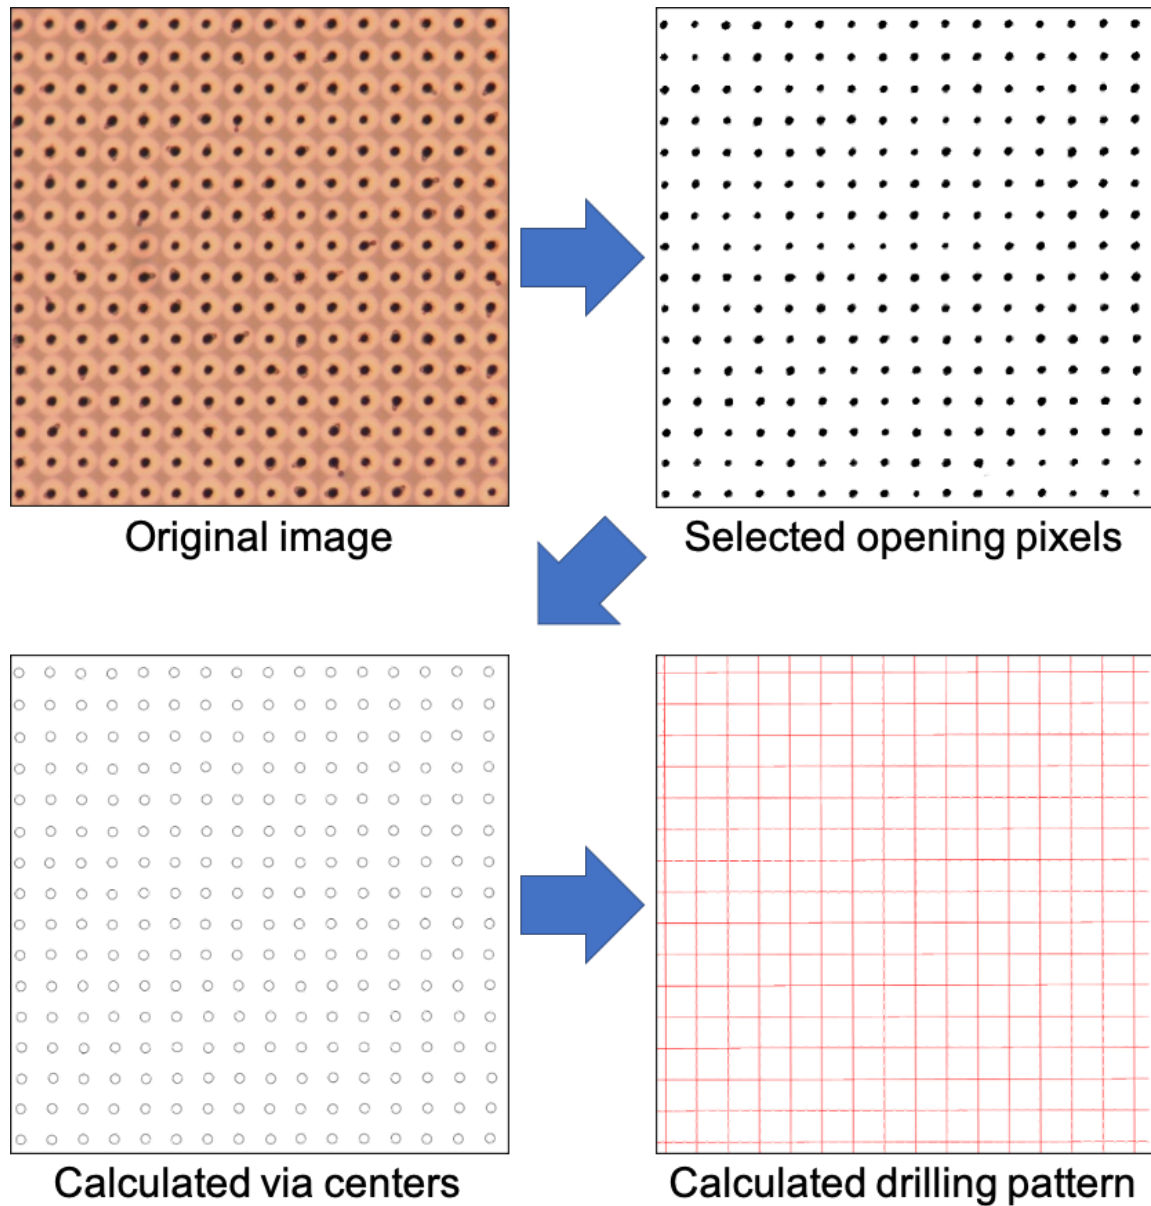 Original image
Selected opening pixels
Calculated via centers
Calculated drilling pattern